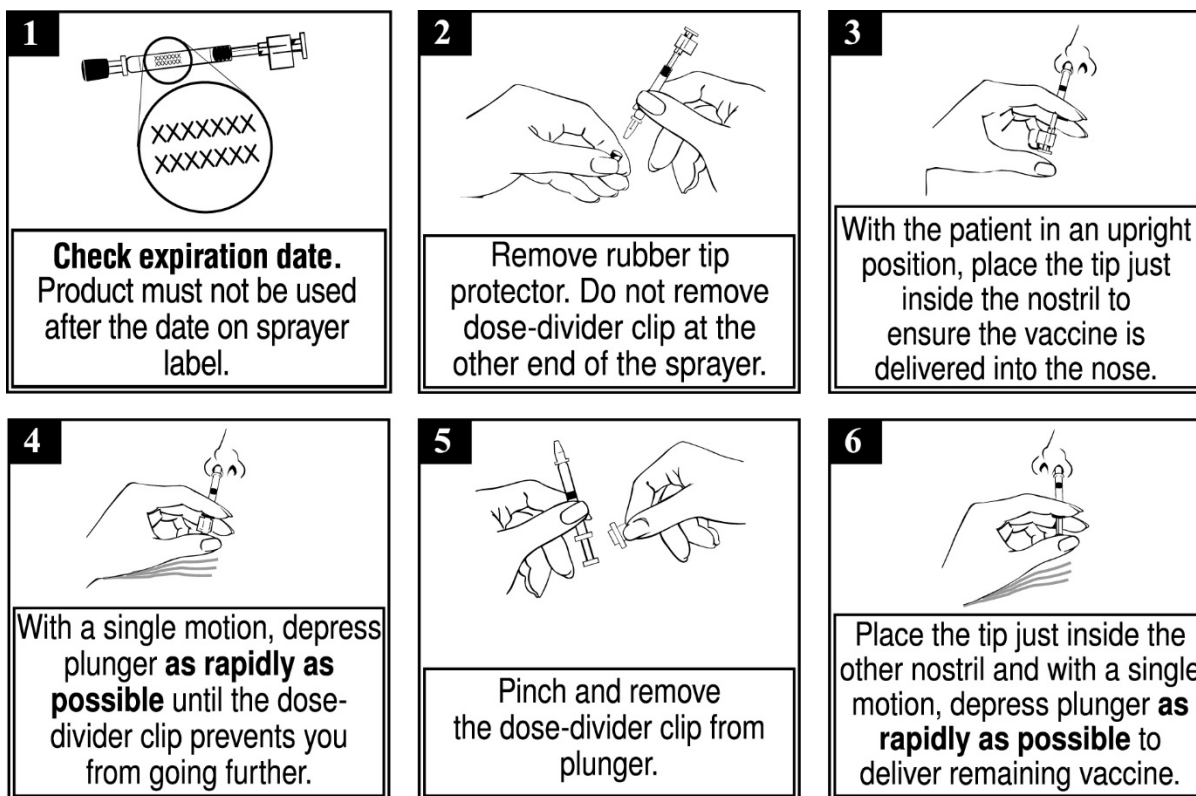 1
XXXXXXX
XXXXXXX
XXXXXXX
XXXXXXX
Check expiration date.
Product must not be used
after the date on sprayer
label.
2
Remove rubber tip
protector. Do not remove
dose-divider clip at the
other end of the sprayer.
3
With the patient in an upright
position, place the tip just
inside the nostril to
ensure the vaccine is
delivered into the nose.
4
With a single motion, depress
plunger as rapidly as
possible until the dose-
divider clip prevents you
from going further.
5
Pinch and remove
the dose-divider clip from
plunger.
6
Place the tip just inside the
other nostril and with a single
motion, depress plunger as
rapidly as possible to
deliver remaining vaccine.